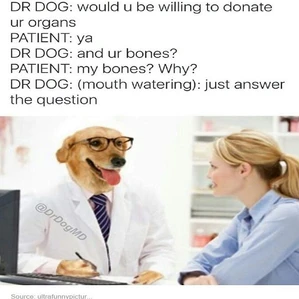 DR DOG: would u be willing to donate
ur organs
PATIENT: ya
DR DOG: and ur bones?
PATIENT: my bones? Why?
DR DOG: (mouth watering): just answer
the question
@DrDogMD
Source: ultrafunnypictur...